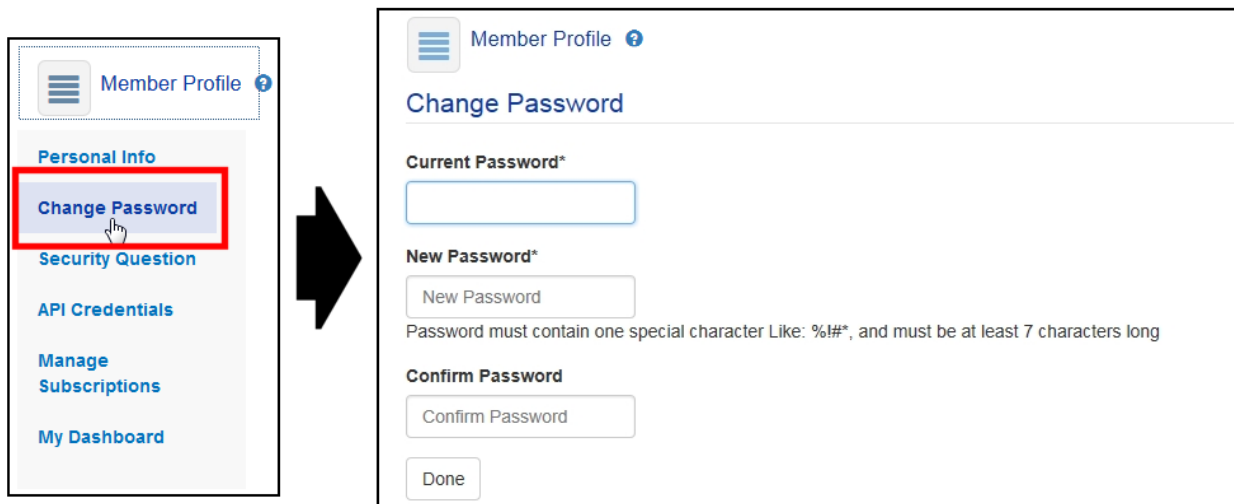 Member Profile
Personal Info
Change Password
Security Question
API Credentials
Manage
Subscriptions
My Dashboard
Member Profile
Change Password
Current Password*
New Password*
New Password
Password must contain one special character Like: %!#*, and must be at least 7 characters long
Confirm Password
Confirm Password
Done